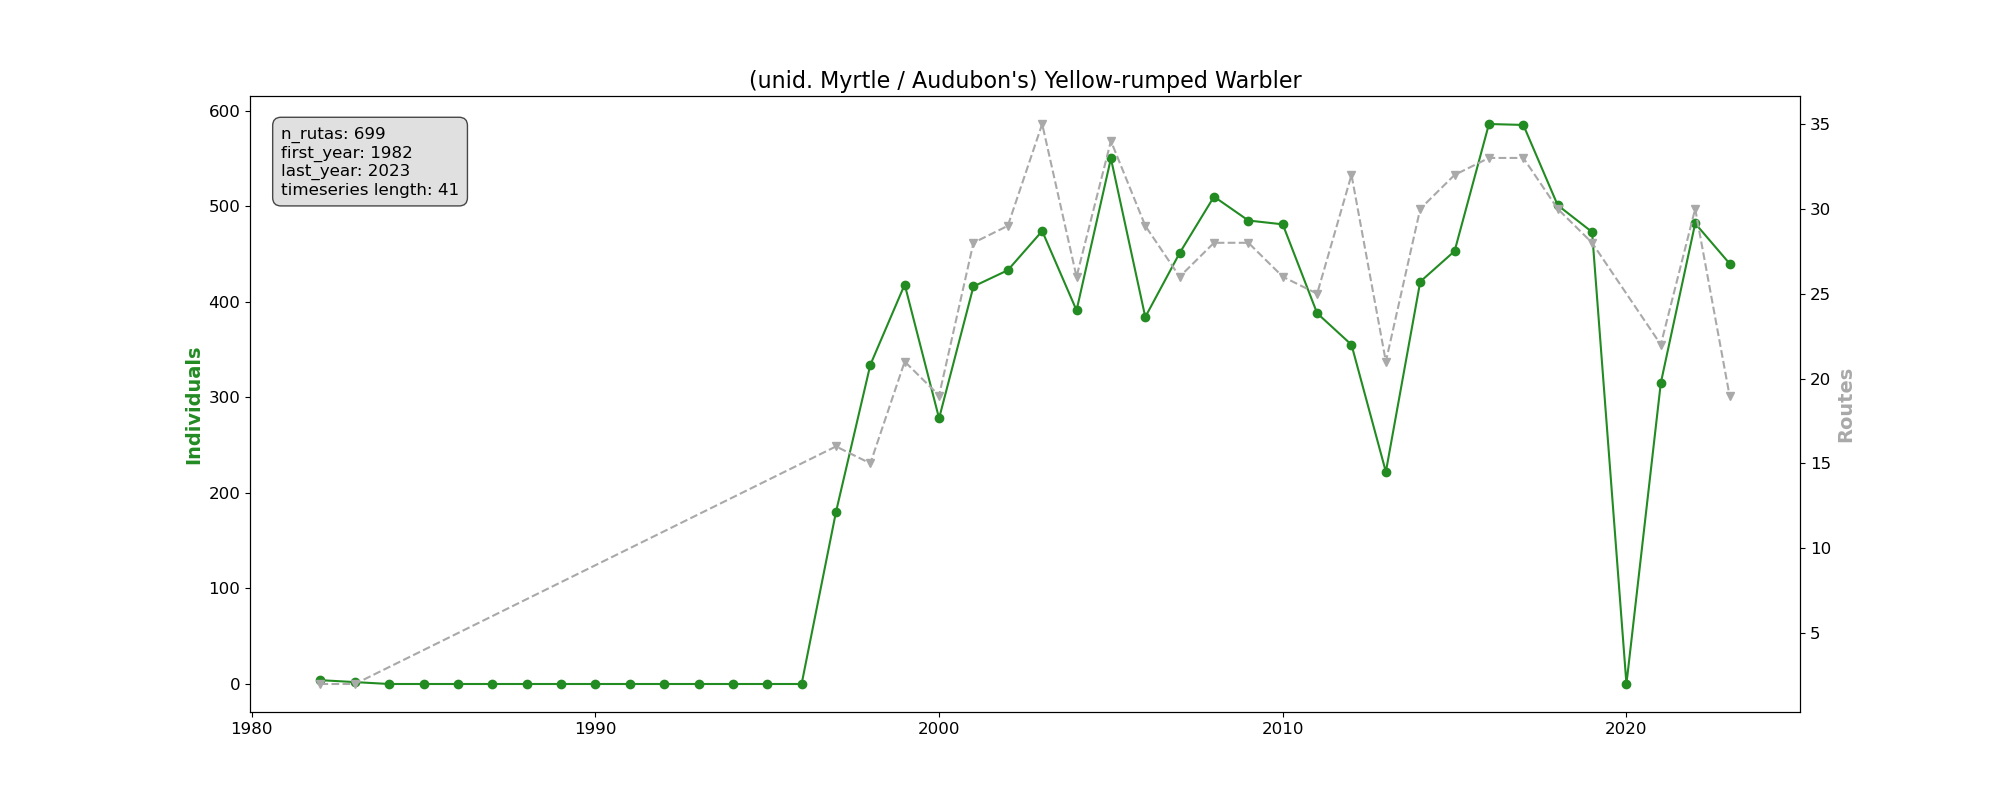 (unid. Myrtle / Audubon's) Yellow-rumped Warbler
n_rutas: 699
first_year: 1982
last_year: 2023
timeseries length: 41
600
500
400
300
200
100
0
Individuals
35
30
25
20
15
10
5
Routes
1980
1990
2000
2010
2020